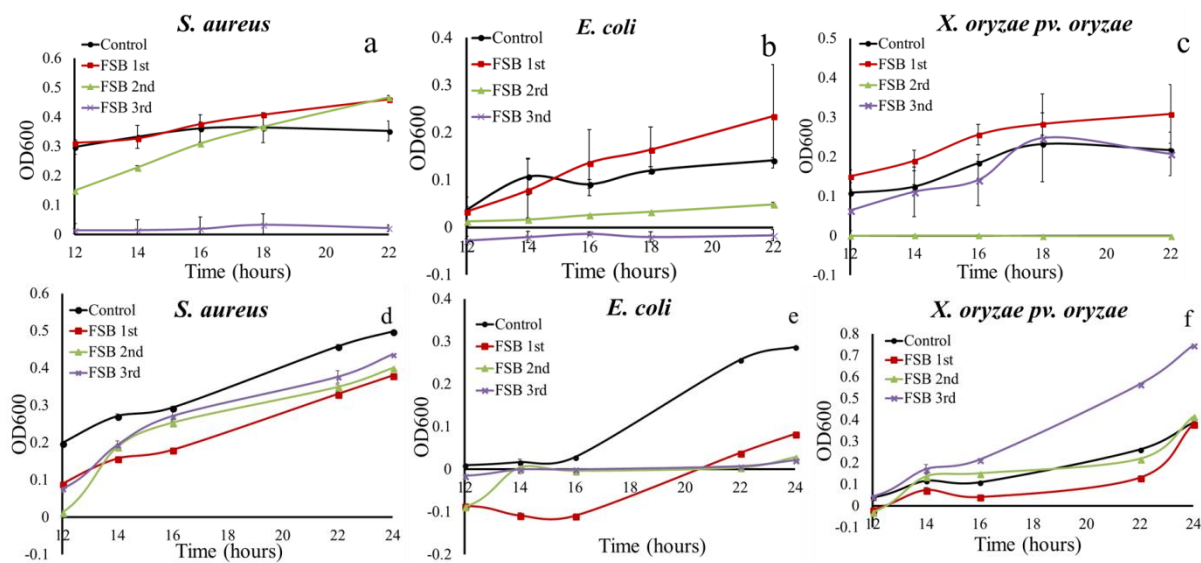 S. aureus
a
Control
FSB 1st
FSB 2nd
FSB 3rd
OD600
0.6
0.5
0.4
0.3
0.2
0.1
0
12 14 16 18 20 22
Time (hours)
E. coli
b
Control
FSB 1st
FSB 2rd
FSB 3nd
OD600
0.4
0.3
0.2
0.1
0
-0.1
12 14 16 18 20 22
Time (hours)
X. oryzae pv. oryzae
c
Control
FSB 1st
FSB 2rd
FSB 3nd
OD600
0.5
0.4
0.3
0.2
0.1
0
-0.1
12 14 16 18 20 22
Time (hours)
S. aureus
d
Control
FSB 1st
FSB 2nd
FSB 3rd
OD600
0.6
0.5
0.4
0.3
0.2
0.1
0
-0.1
12 14 16 18 20 22 24
Time (hours)
E. coli
e
Control
FSB 1st
FSB 2nd
FSB 3rd
OD600
0.4
0.3
0.2
0.1
0
-0.1
0.2
12 14 16 18 20 22 24
Time (hours)
X. oryzae pv. oryzae
f
Control
FSB 1st
FSB 2nd
FSB 3rd
OD600
0.8
0.7
0.6
0.5
0.4
0.3
0.2
0.1
0
-0.1
12 14 16 18 20 22 24
Time (hours)